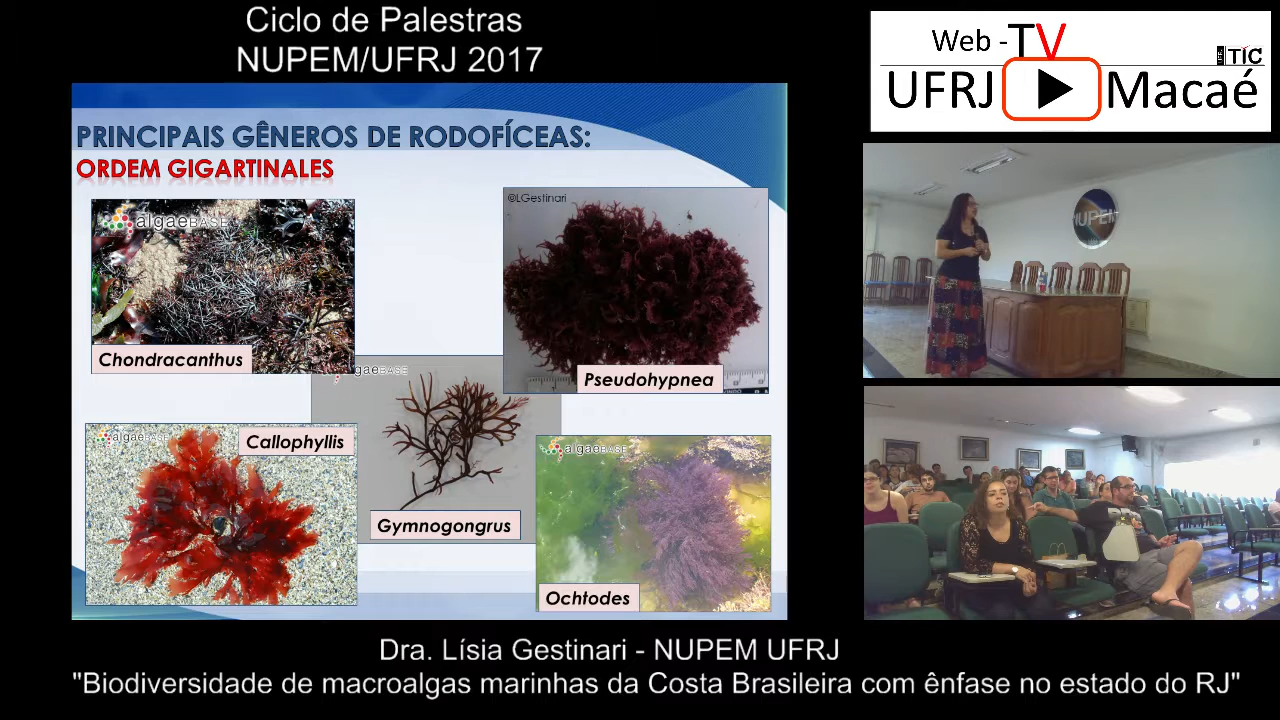 Ciclo de Palestras
NUPEM/UFRJ 2017
Web -TV
TIC
UFRJ Macaé
PRINCIPAIS GÊNEROS DE RODOFÍCEAS:
ORDEM GIGARTINALES
algaeBASE
©LGestinari
Chondracanthus
Pseudohypnea
algaeBASE
algaeBASE
Callophyllis
Gymnogongrus
algaeBASE
Ochtodes
NUPEM
Dra. Lísia Gestinari - NUPEM UFRJ
"Biodiversidade de macroalgas marinhas da Costa Brasileira com ênfase no estado do RJ"